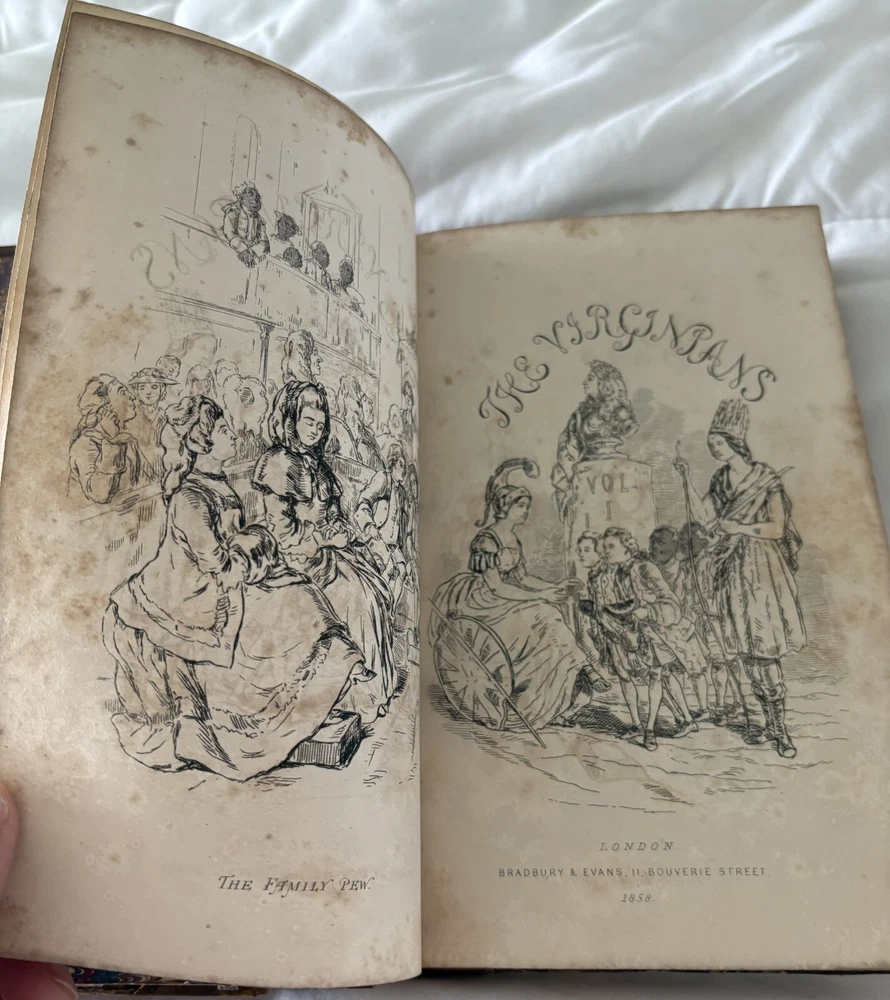 THE FAMILY PEW.
THE VIRGINIANS
VOL
I
LONDON.
BRADBURY & EVANS, 11, BOUVERIE STREET.
1858.